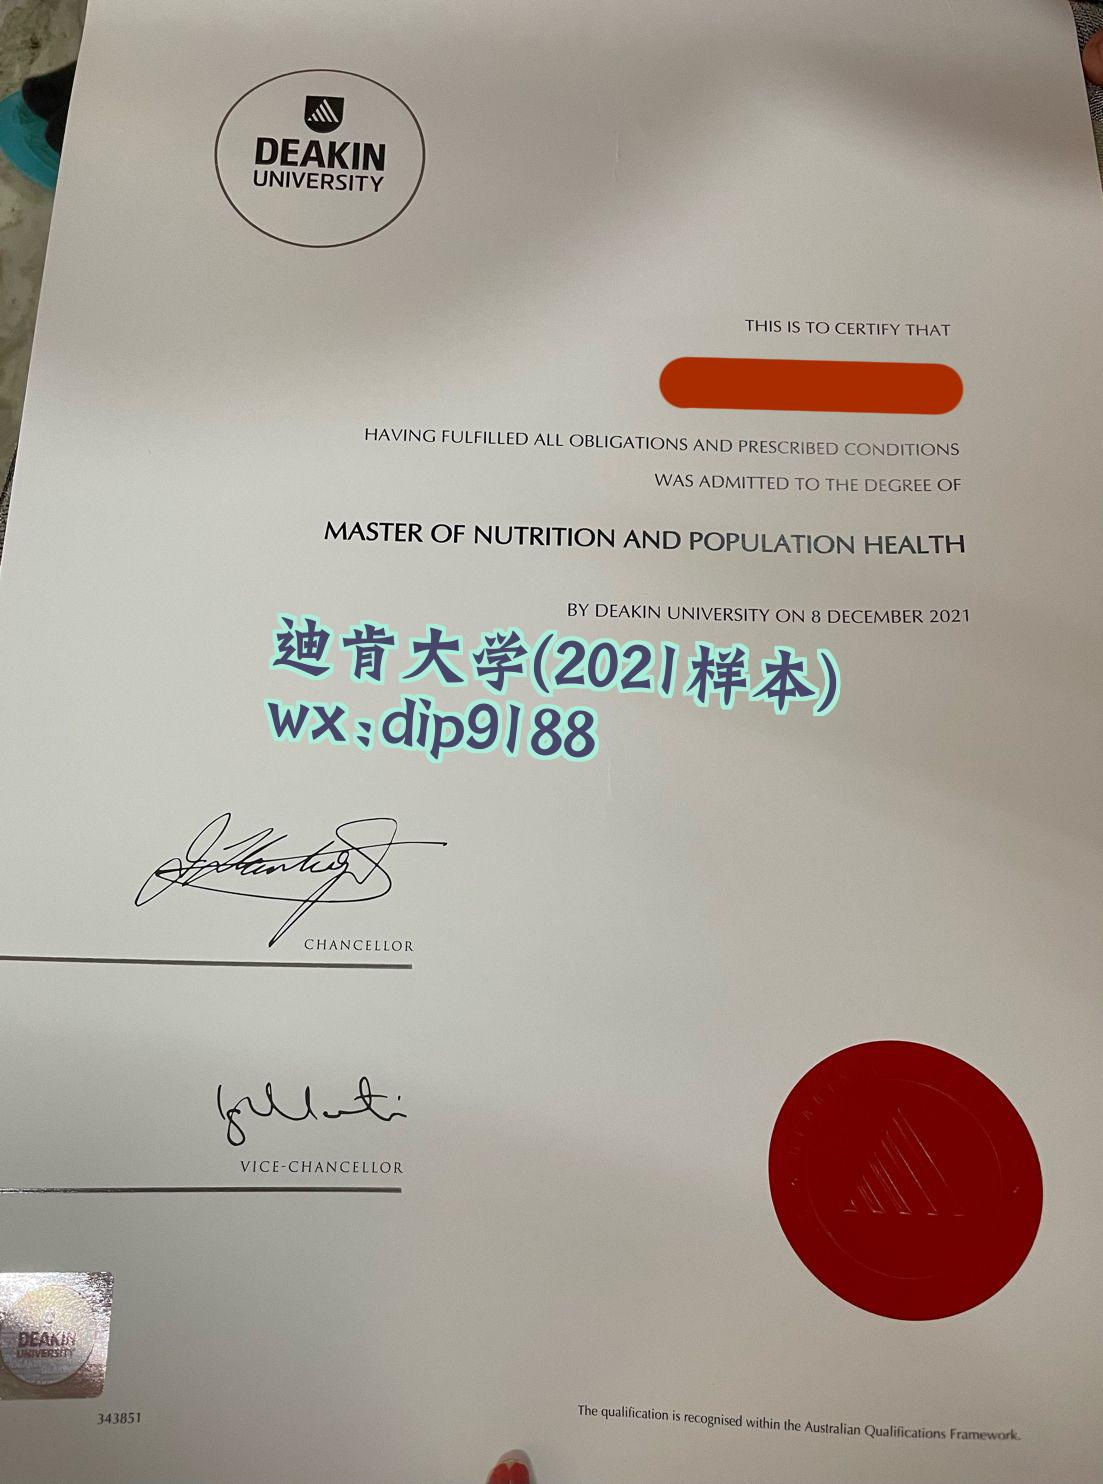 DEAKIN
UNIVERSITY
THIS IS TO CERTIFY THAT
HAVING FULFILLED ALL OBLIGATIONS AND PRESCRIBED CONDITIONS
WAS ADMITTED TO THE DEGREE OF
MASTER OF NUTRITION AND POPULATION HEALTH
BY DEAKIN UNIVERSITY ON 8 DECEMBER 2021
迪肯大学(2021样本)
wx:dip9188
CHANCELLOR
VICE-CHANCELLOR
DEAKIN
UNIVERSITY
343851
The qualification is recognised within the Australian Qualifications Framework.